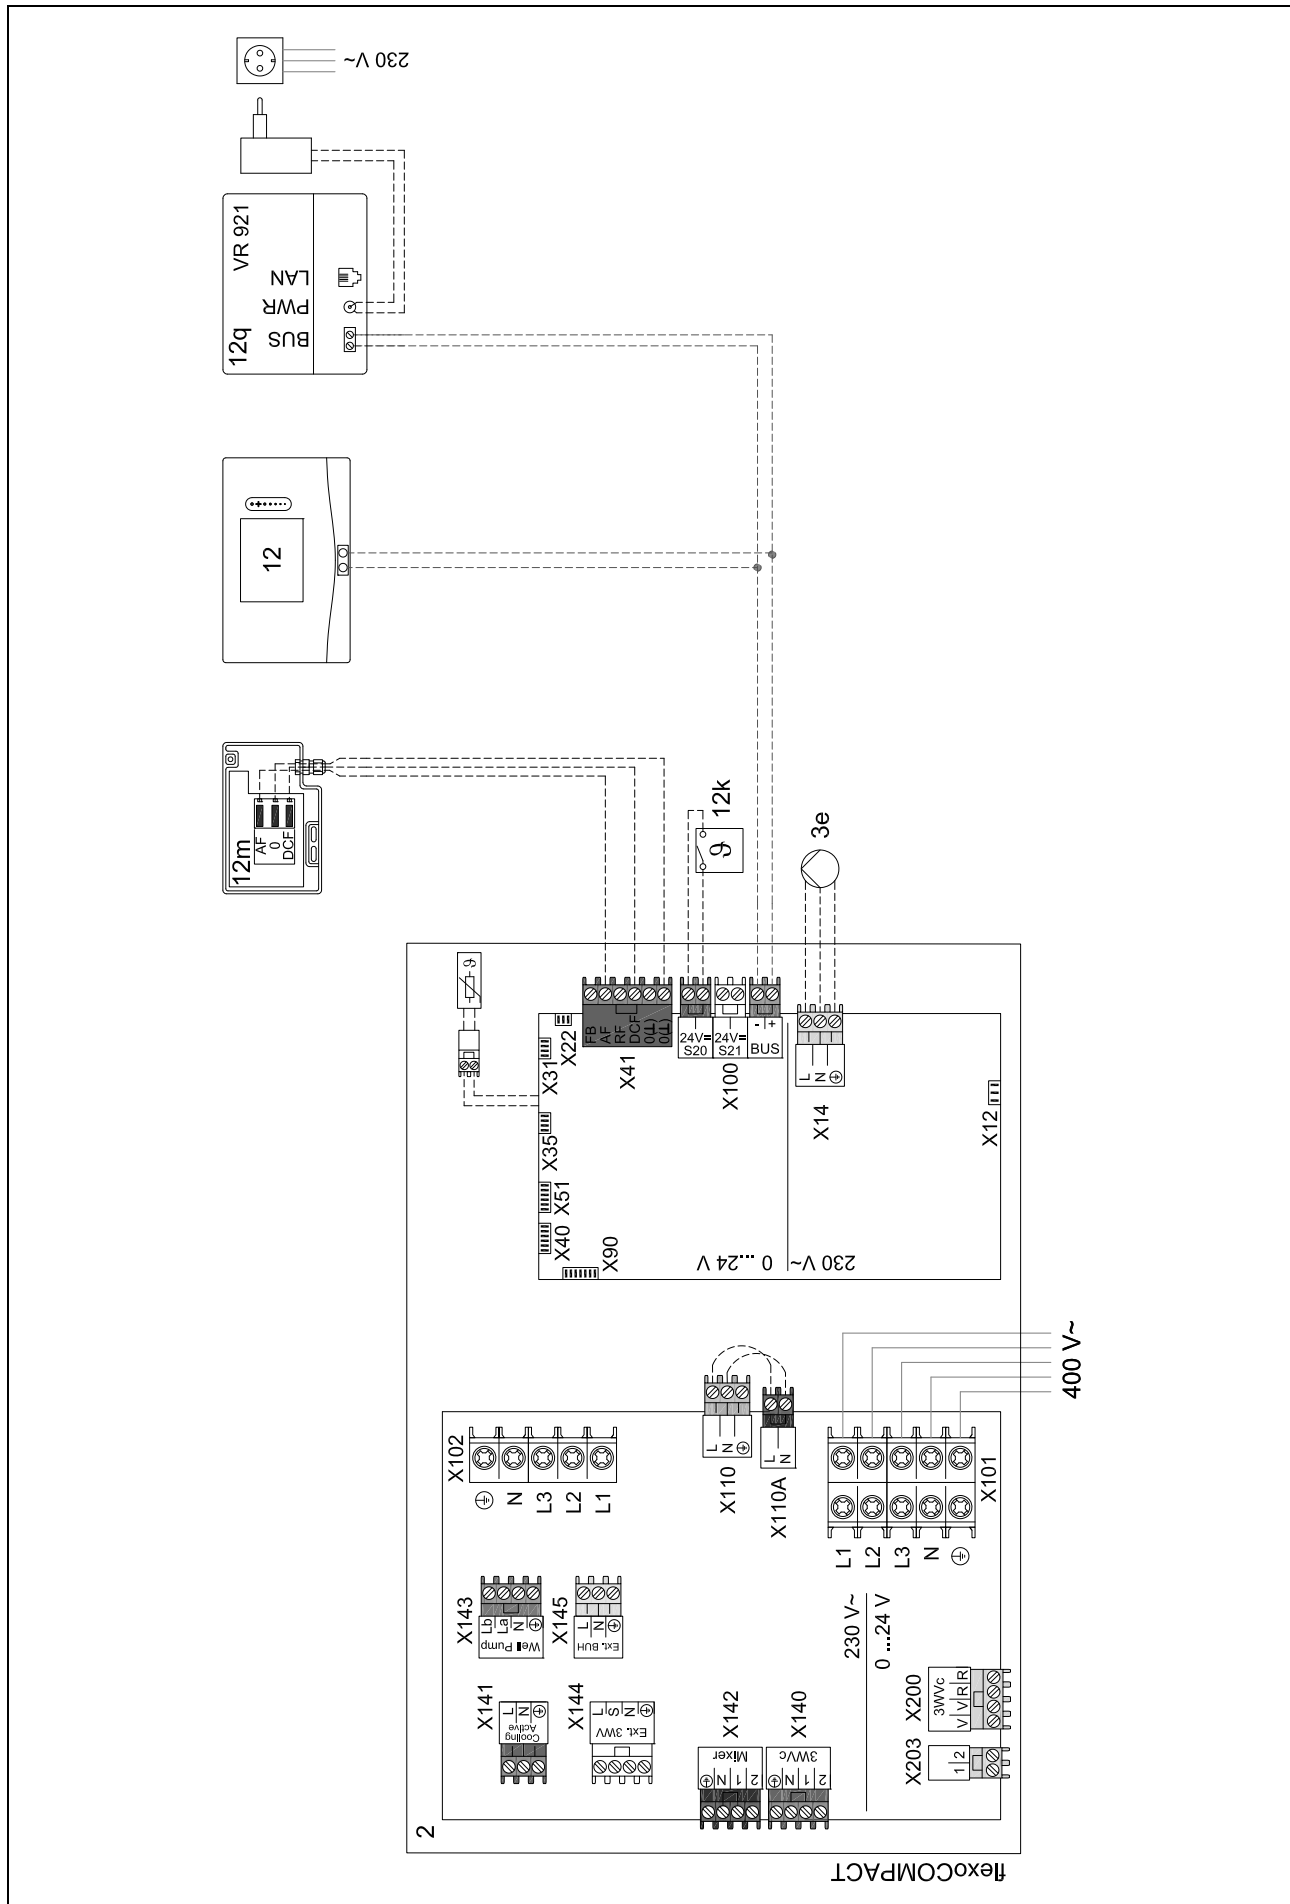 230 V~
VR 921
LAN
PWR
BUS
12q
12
12m
AF
0
DCF
12k
ϑ
3e
ϑ
X22
X31
X35
X51
X40
X90
FB
AF
RF
DCF
0(⊥)
0(⊥)
X41
24V=
S20
24V=
S21
X100
BUS
- +
L
N
X14
X12
0 ...24 V
230 V~
400 V~
X102
N
L3
L2
L1
X110
L
N
X110A
L
N
X101
L1
L2
L3
N
X143
Lb
La
N
Well Pump
X145
L
N
Ext. BUH
X141
L
N
Cooling
Active
X144
L
S
N
Ext. 3WV
X142
Mixer
N
1
2
X140
3WVc
N
1
2
230 V~
0 ...24 V
X200
3WVc
V V R R
X203
1 2
2
flexoCOMPACT